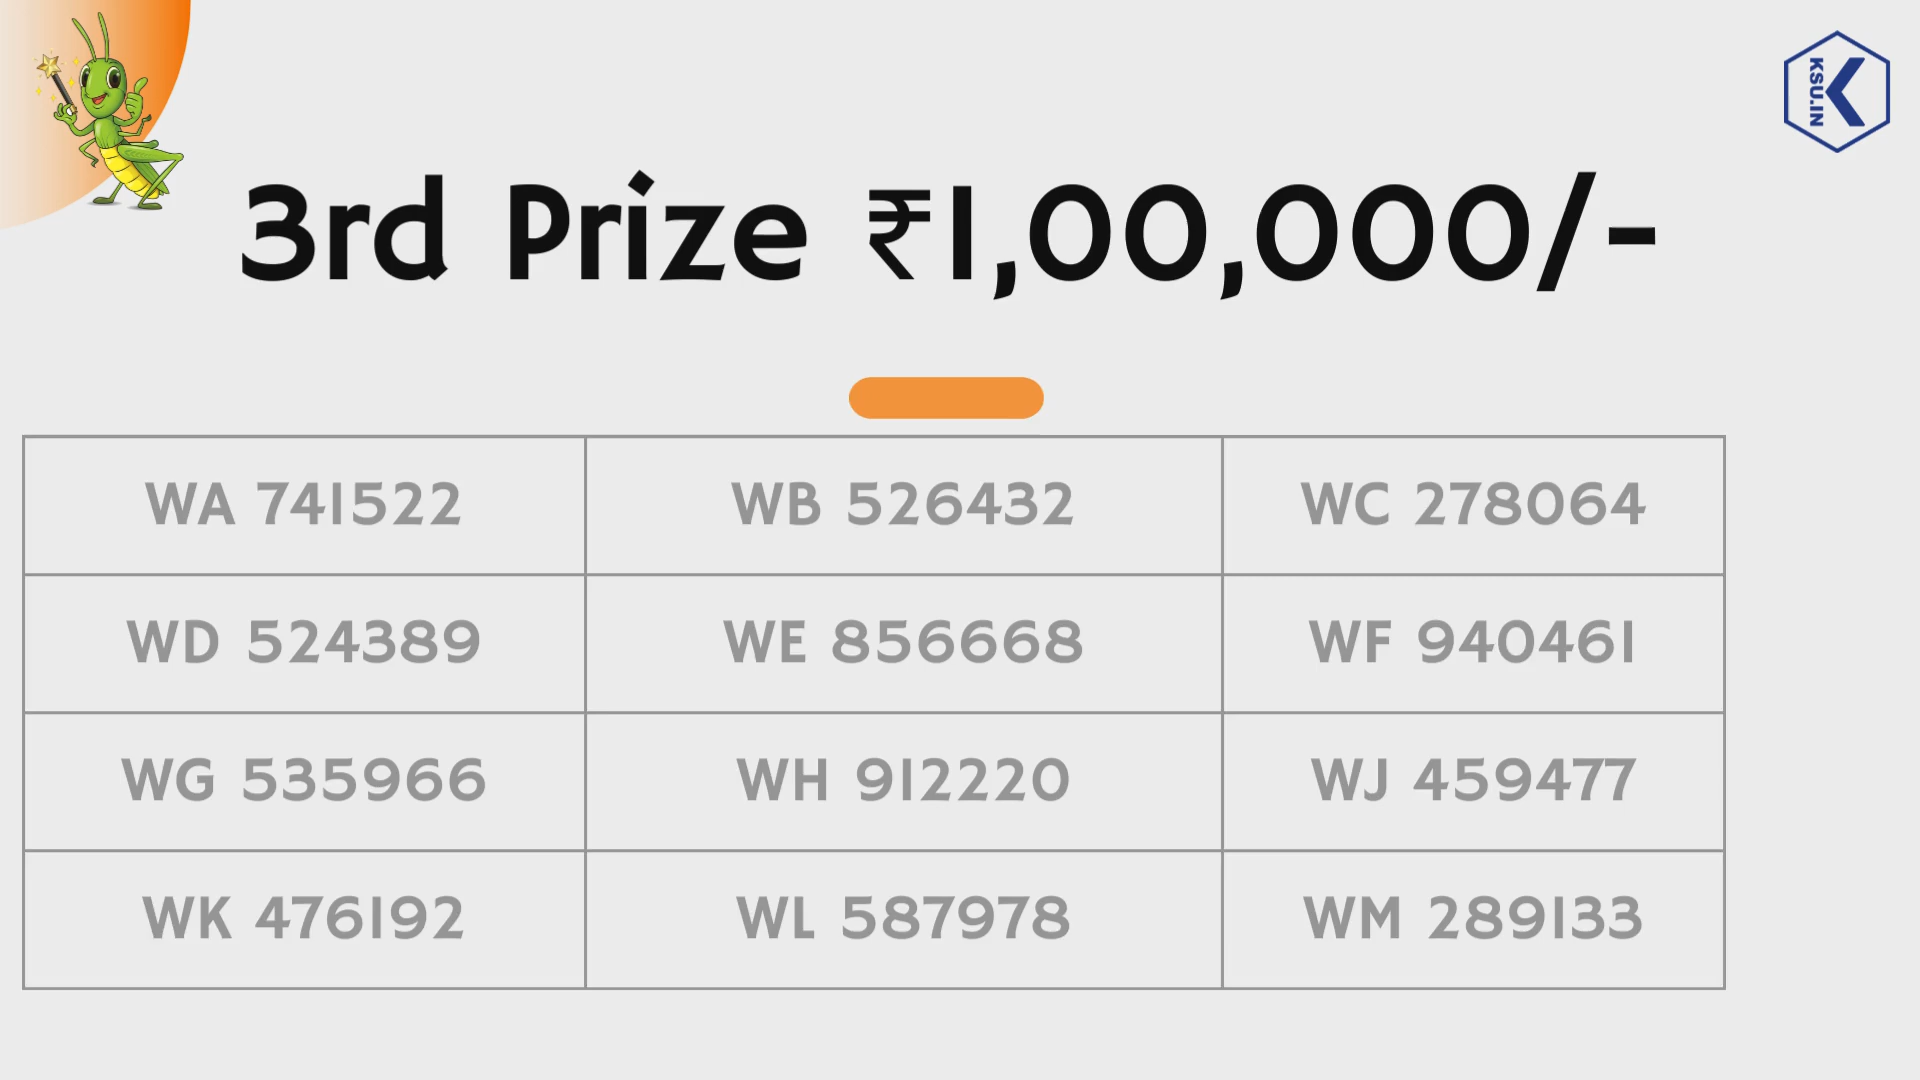 KSU.IN
3rd Prize ₹1,00,000/-
WA 741522 WB 526432 WC 278064
WD 524389 WE 856668 WF 940461
WG 535966 WH 912220 WJ 459477
WK 476192 WL 587978 WM 289133